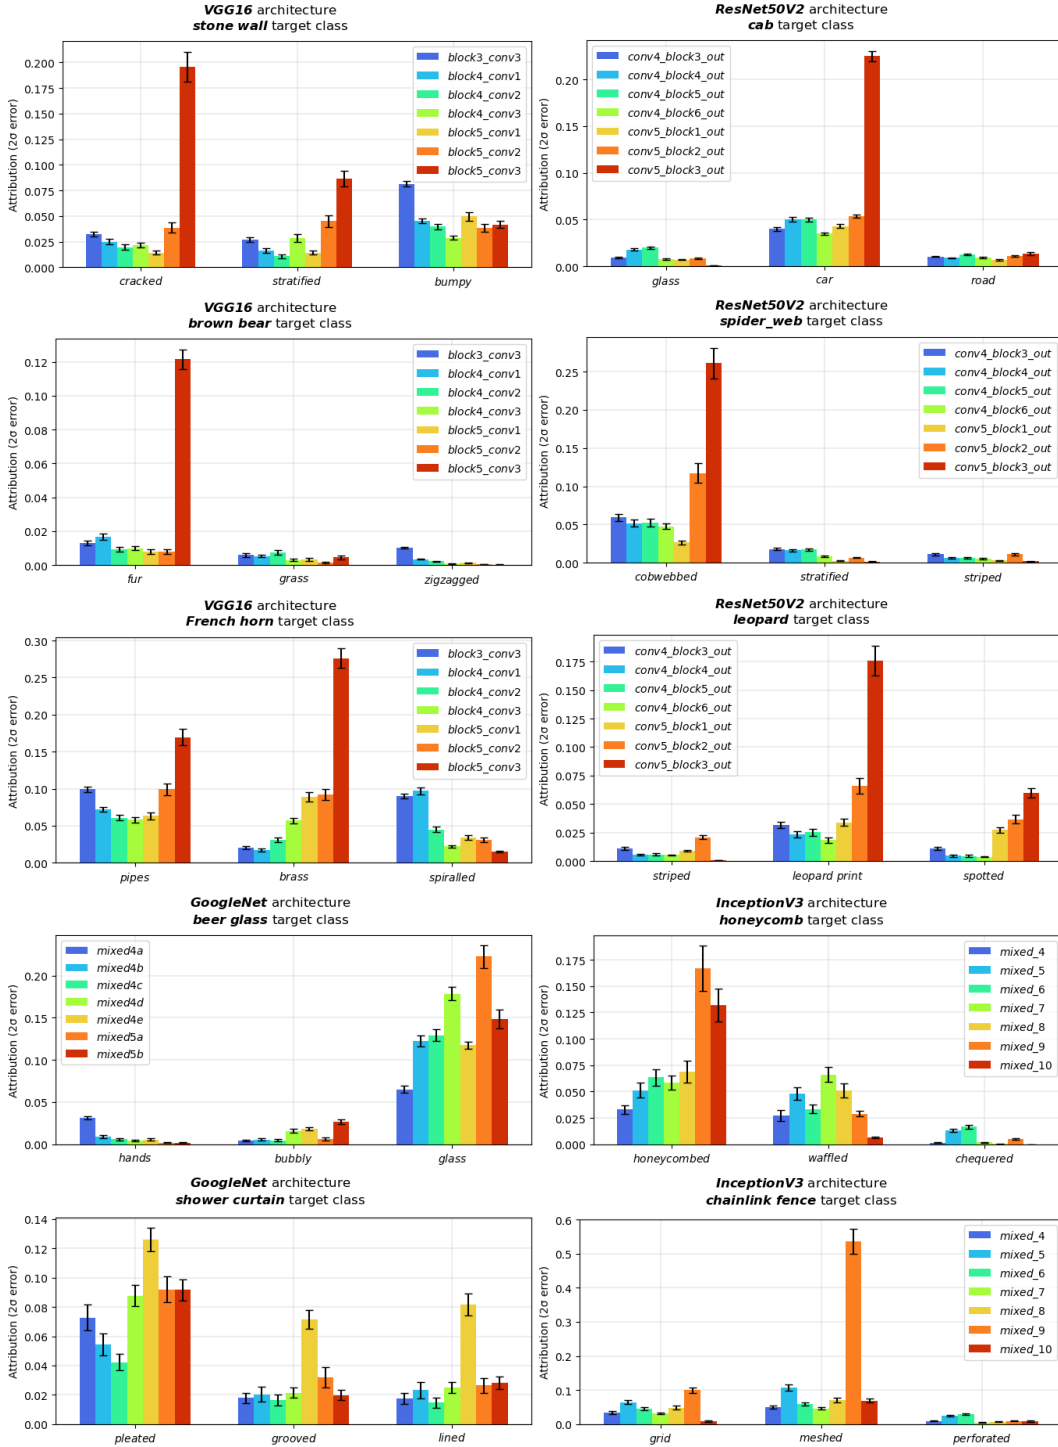 VGG16 architecture
stone wall target class
Attribution (2σ error)
0.200
0.175
0.150
0.125
0.100
0.075
0.050
0.025
0.000
block3_conv3
block4_conv1
block4_conv2
block4_conv3
block5_conv1
block5_conv2
block5_conv3
cracked stratified bumpy
ResNet50V2 architecture
cab target class
Attribution (2σ error)
0.20
0.15
0.10
0.05
0.00
conv4_block3_out
conv4_block4_out
conv4_block5_out
conv4_block6_out
conv5_block1_out
conv5_block2_out
conv5_block3_out
glass car road
VGG16 architecture
brown bear target class
Attribution (2σ error)
0.12
0.10
0.08
0.06
0.04
0.02
0.00
block3_conv3
block4_conv1
block4_conv2
block4_conv3
block5_conv1
block5_conv2
block5_conv3
fur grass zigzagged
ResNet50V2 architecture
spider_web target class
Attribution (2σ error)
0.25
0.20
0.15
0.10
0.05
0.00
conv4_block3_out
conv4_block4_out
conv4_block5_out
conv4_block6_out
conv5_block1_out
conv5_block2_out
conv5_block3_out
cobwebbed stratified striped
VGG16 architecture
French horn target class
Attribution (2σ error)
0.30
0.25
0.20
0.15
0.10
0.05
0.00
block3_conv3
block4_conv1
block4_conv2
block4_conv3
block5_conv1
block5_conv2
block5_conv3
pipes brass spiralled
ResNet50V2 architecture
leopard target class
Attribution (2σ error)
0.175
0.150
0.125
0.100
0.075
0.050
0.025
0.000
conv4_block3_out
conv4_block4_out
conv4_block5_out
conv4_block6_out
conv5_block1_out
conv5_block2_out
conv5_block3_out
striped leopard print spotted
GoogleNet architecture
beer glass target class
Attribution (2σ error)
0.20
0.15
0.10
0.05
0.00
mixed4a
mixed4b
mixed4c
mixed4d
mixed4e
mixed5a
mixed5b
hands bubbly glass
InceptionV3 architecture
honeycomb target class
Attribution (2σ error)
0.175
0.150
0.125
0.100
0.075
0.050
0.025
0.000
mixed_4
mixed_5
mixed_6
mixed_7
mixed_8
mixed_9
mixed_10
honeycombed waffled chequered
GoogleNet architecture
shower curtain target class
Attribution (2σ error)
0.14
0.12
0.10
0.08
0.06
0.04
0.02
0.00
pleated grooved lined
InceptionV3 architecture
chainlink fence target class
Attribution (2σ error)
0.6
0.5
0.4
0.3
0.2
0.1
0.0
mixed_4
mixed_5
mixed_6
mixed_7
mixed_8
mixed_9
mixed_10
grid meshed perforated